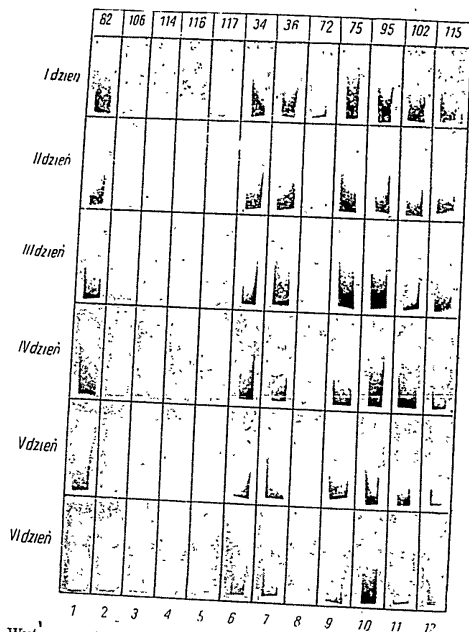 82 106 114 116 117 34 36 72 75 95 102 115
I dzień
II dzień
III dzień
IV dzień
V dzień
VI dzień
1 2 3 4 5 6 7 8 9 10 11 12